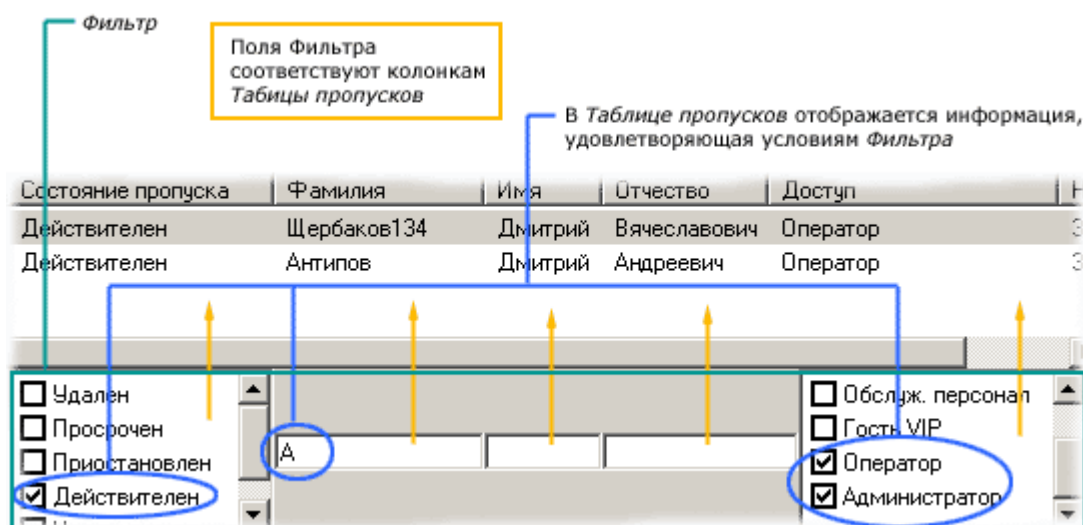 Фильтр
Поля Фильтра
соответствуют колонкам
Табицы пропусков
В Таблице пропусков отображается информация,
удовлетворяющая условиям Фильтра
Состояние пропуска Фамилия Имя Отчество Доступ
Действителен Щербаков134 Дмитрий Вячеславович Оператор
Действителен Антипов Дмитрий Андреевич Оператор
Удален
Просрочен
Приостановлен
Действителен
А
Обслуж. персонал
Гость VIP
Оператор
Администратор